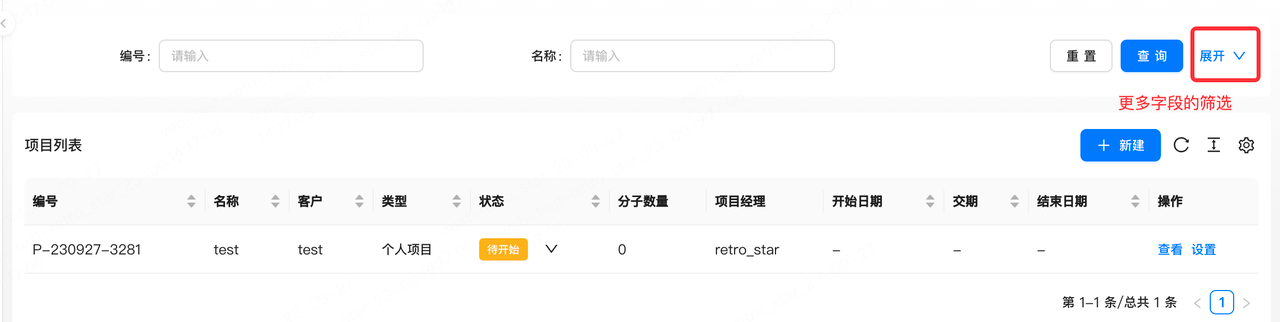 编号: 请输入 名称: 请输入 重 置 查 询 展开
更多字段的筛选
项目列表 + 新建
编号 名称 客户 类型 状态 分子数量 项目经理 开始日期 交期 结束日期 操作
P-230927-3281 test test 个人项目 待开始 0 retro_star - - - 查看 设置
第 1-1 条/总共 1 条 < 1 >